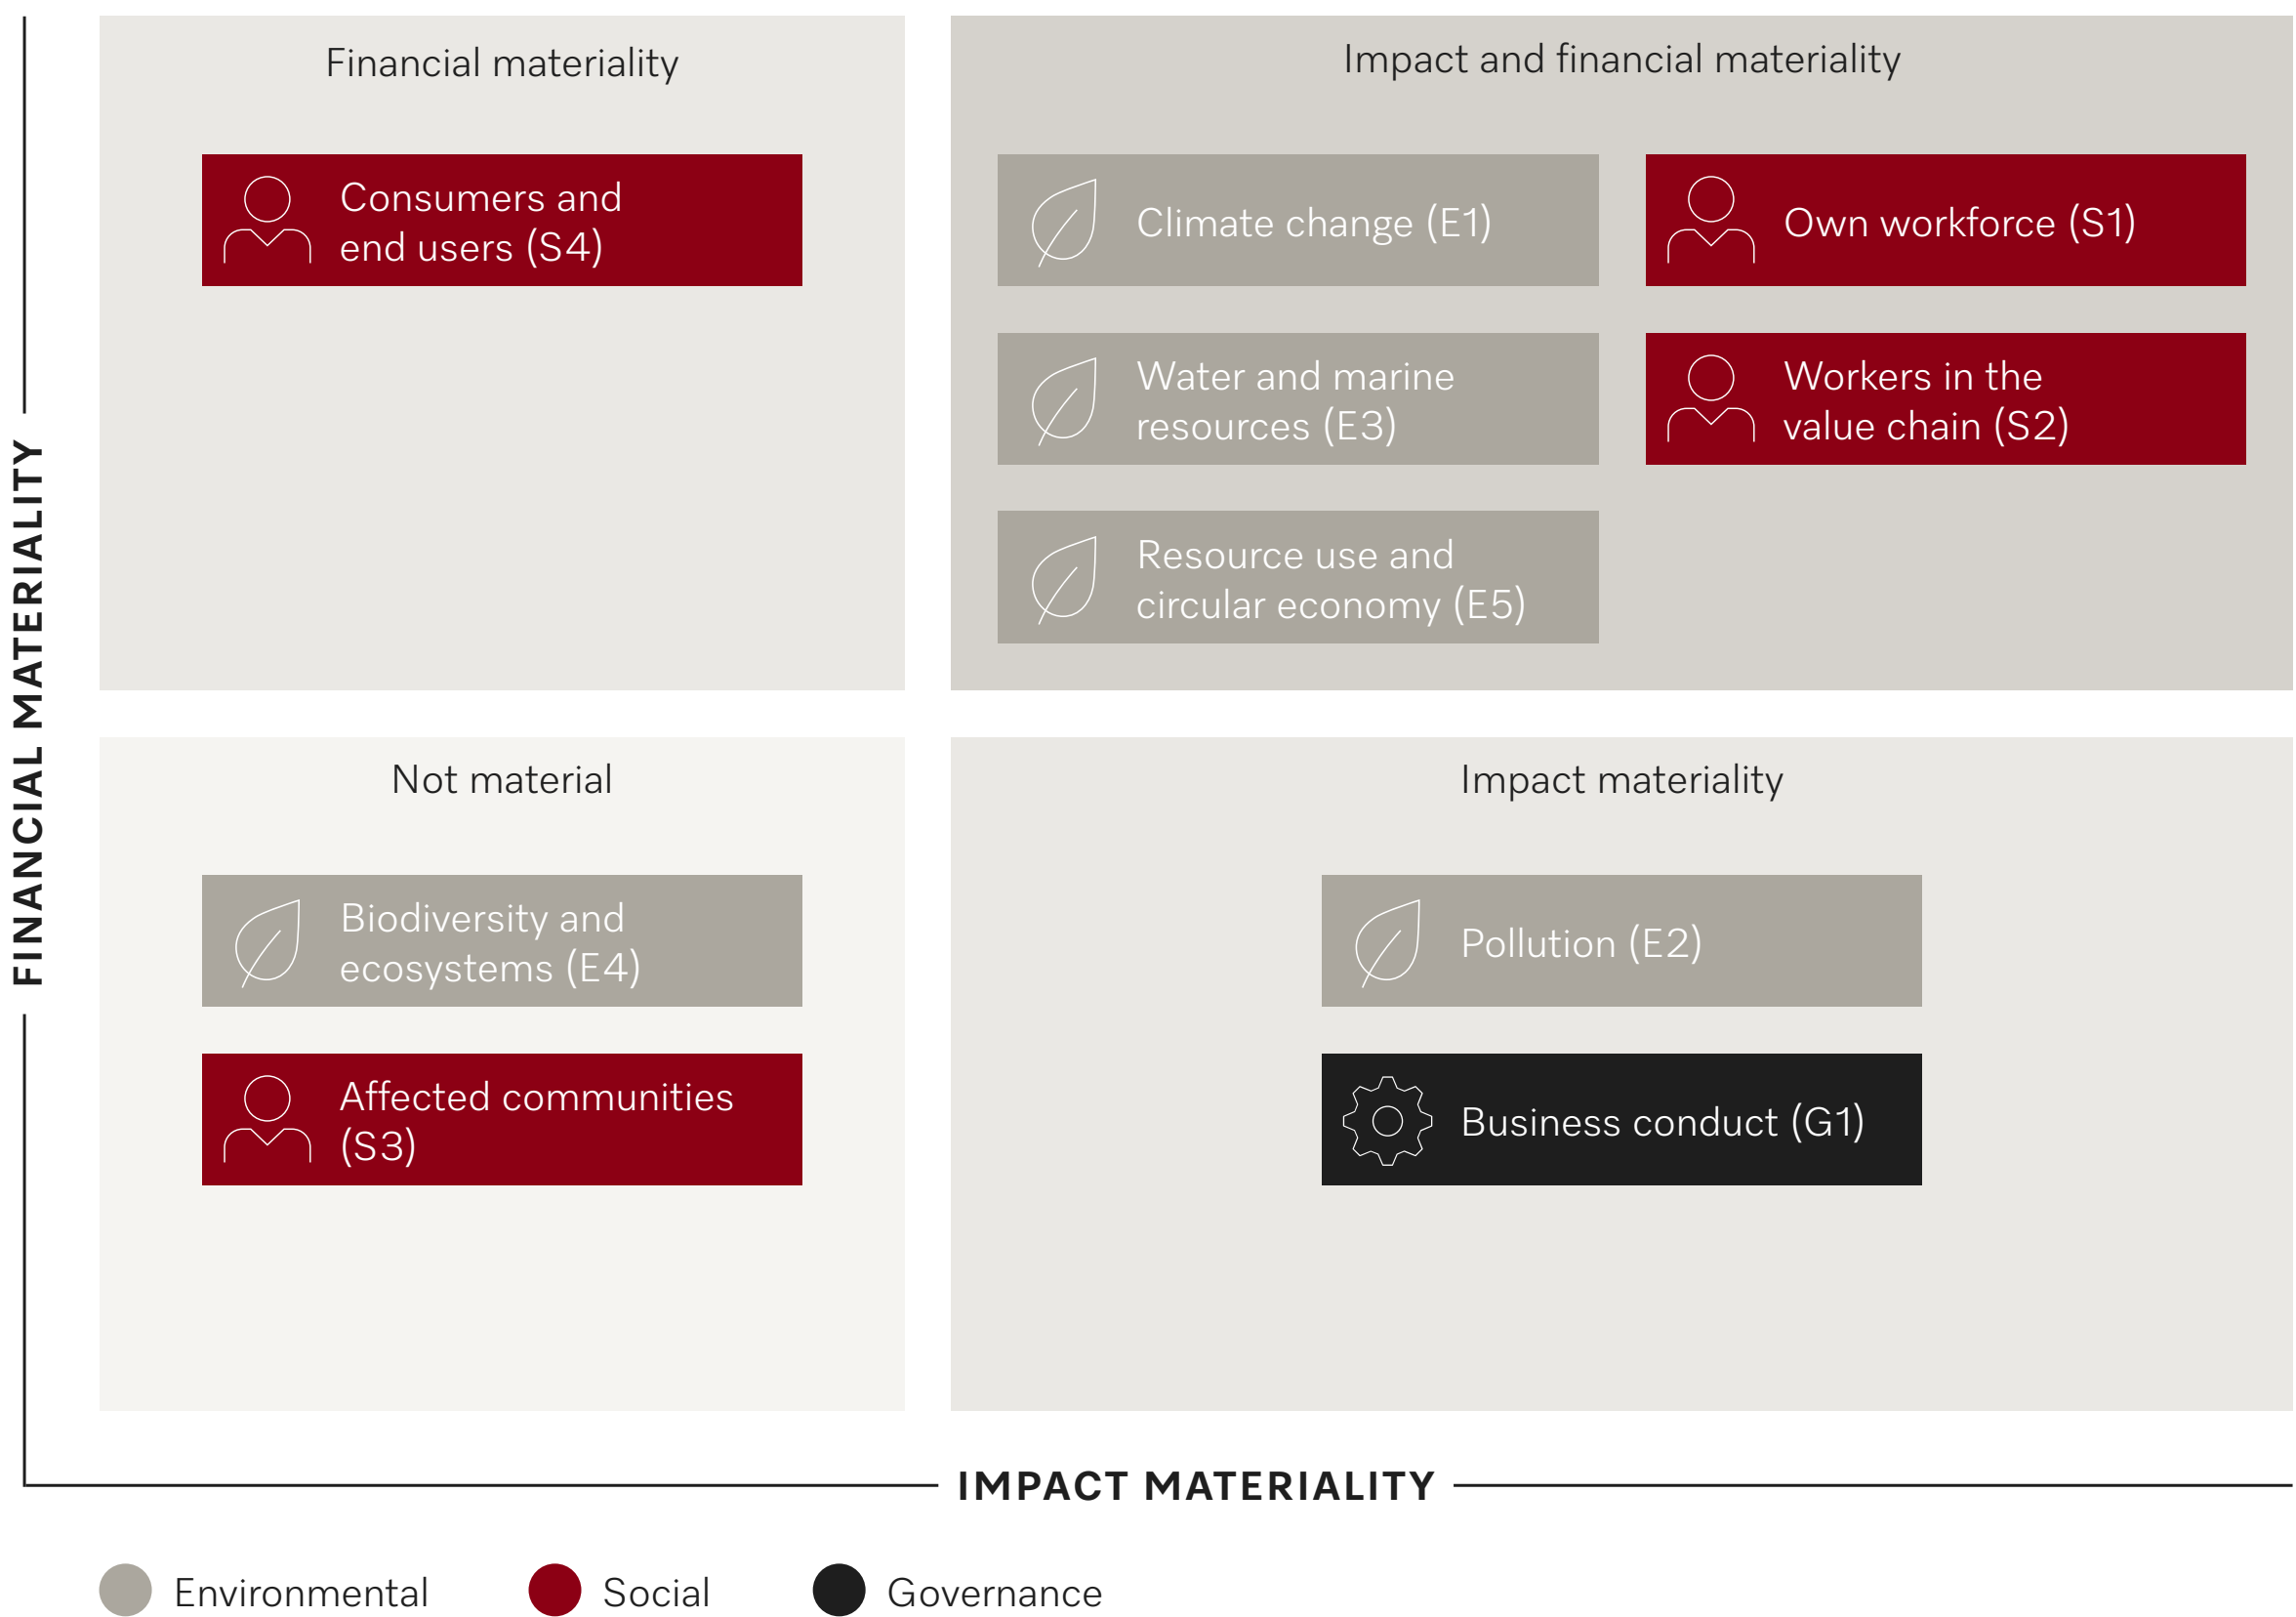 FINANCIAL MATERIALITY
Financial materiality
Consumers and
end users (S4)
Impact and financial materiality
Climate change (E1)
Own workforce (S1)
Water and marine
resources (E3)
Workers in the
value chain (S2)
Resource use and
circular economy (E5)
Not material
Biodiversity and
ecosystems (E4)
Affected communities
(S3)
Impact materiality
Pollution (E2)
Business conduct (G1)
IMPACT MATERIALITY
Environmental
Social
Governance